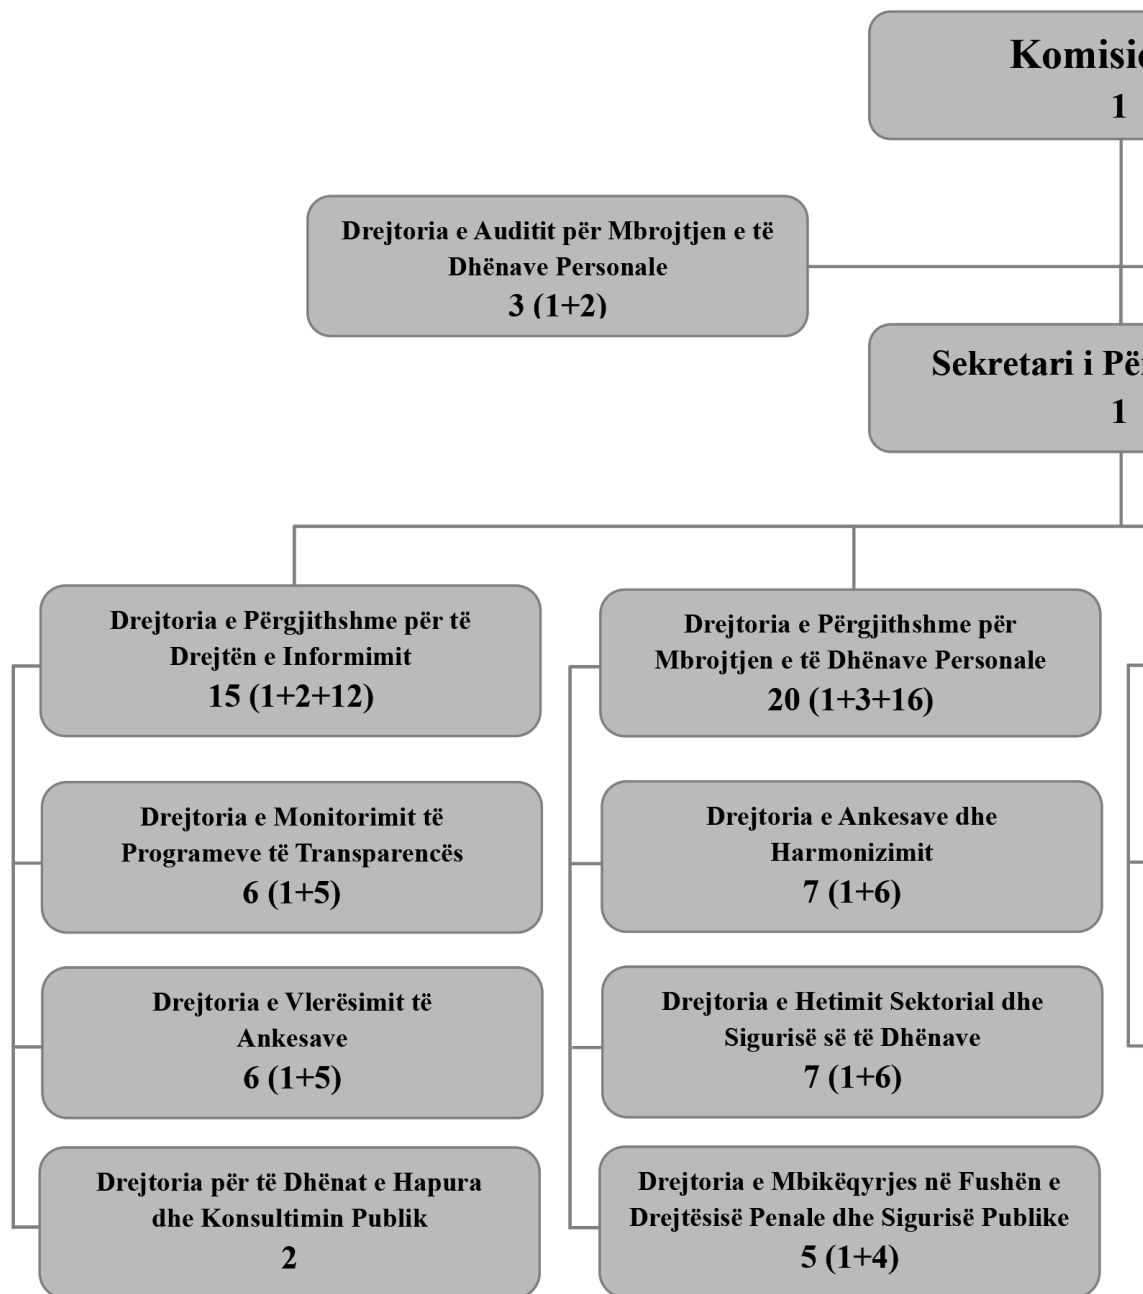 Komisio
1
Drejtoria e Auditit për Mbrojtjen e të
Dhënave Personale
3 (1+2)
Sekretari i Për
1
Drejtoria e Përgjithshme për të
Drejtën e Informimit
15 (1+2+12)
Drejtoria e Përgjithshme për
Mbrojtjen e të Dhënave Personale
20 (1+3+16)
Drejtoria e Monitorimit të
Programeve të Transparencës
6 (1+5)
Drejtoria e Ankesave dhe
Harmonizimit
7 (1+6)
Drejtoria e Vlerësimit të
Ankesave
6 (1+5)
Drejtoria e Hetimit Sektorial dhe
Sigurisë së të Dhënave
7 (1+6)
Drejtoria për të Dhënat e Hapura
dhe Konsultimin Publik
2
Drejtoria e Mbikëqyrjes në Fushën e
Drejtësisë Penale dhe Sigurisë Publike
5 (1+4)